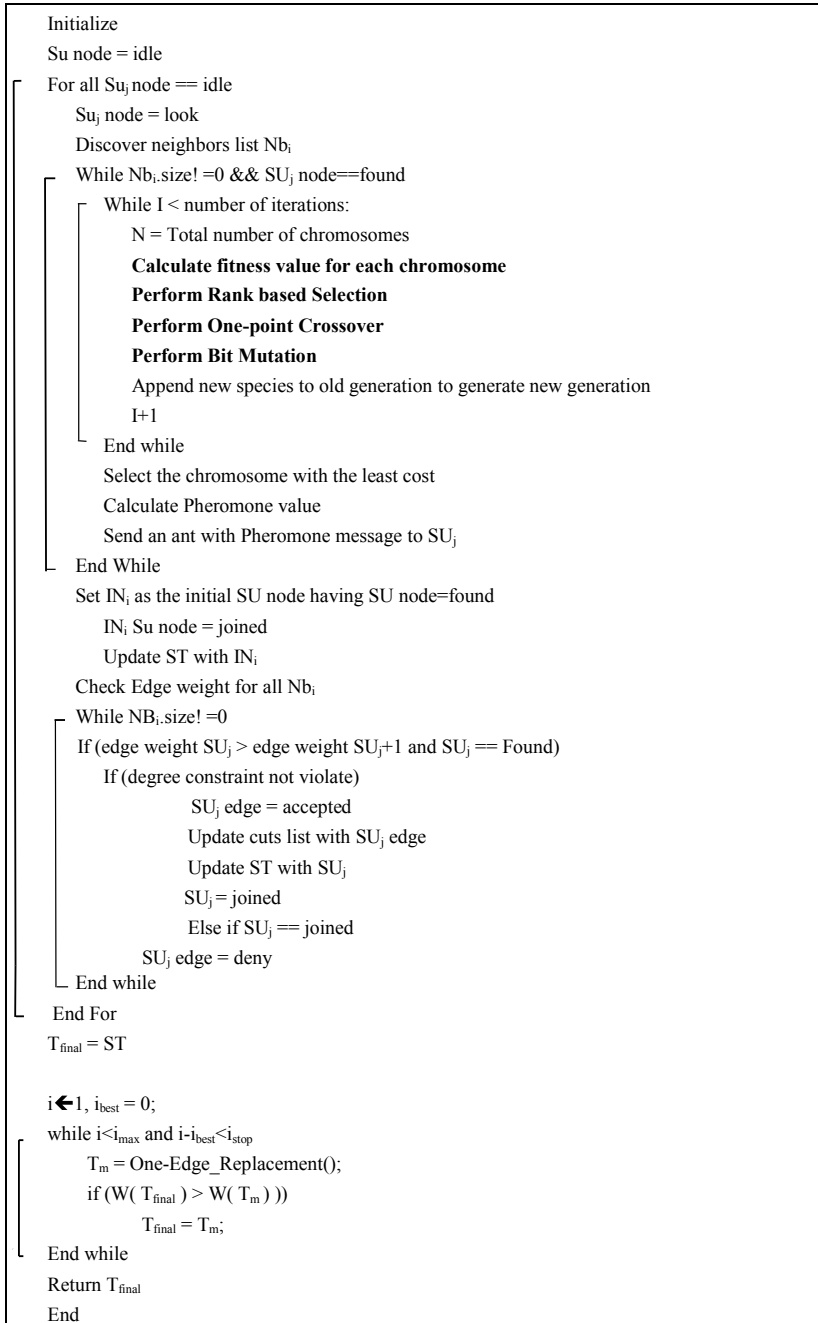 Initialize
Su node = idle
For all Suj node == idle
Suj node = look
Discover neighbors list Nbi
While Nbi.size! =0 && SUj node==found
While I < number of iterations:
N = Total number of chromosomes
Calculate fitness value for each chromosome
Perform Rank based Selection
Perform One-point Crossover
Perform Bit Mutation
Append new species to old generation to generate new generation
I+1
End while
Select the chromosome with the least cost
Calculate Pheromone value
Send an ant with Pheromone message to SUj
End While
Set INi as the initial SU node having SU node=found
INi Su node = joined
Update ST with INi
Check Edge weight for all Nbi
While NBi.size! =0
If (edge weight SUj > edge weight SUj+1 and SUj == Found)
If (degree constraint not violate)
SUj edge = accepted
Update cuts list with SUj edge
Update ST with SUj
SUj = joined
Else if SUj == joined
SUj edge = deny
End while
End For
Tfinal = ST
i🡸1, ibest = 0;
while i<imax and i-ibest<istop
Tm = One-Edge_Replacement();
if (W( Tfinal ) > W( Tm ) ))
Tfinal = Tm;
End while
Return Tfinal
End